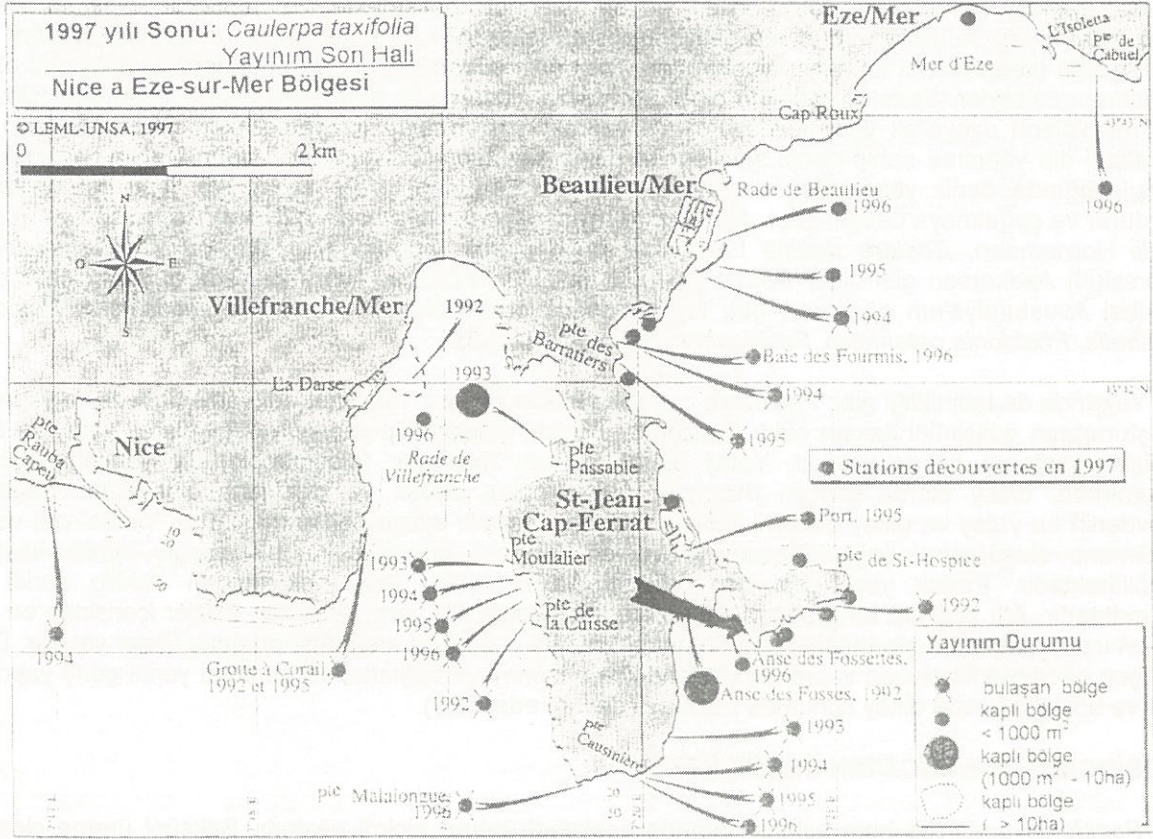 1997 yılı Sonu: Caulerpa taxifolia
Yayınım Son Hali
Nice a Eze-sur-Mer Bölgesi
© LEML-UNSA, 1997
0 2 km
N
O E
S
Eze/Mer
L'Isoletta
pte de
Cabuel
Mer d'Eze
Cap Roux
1996
Beaulieu/Mer
Rade de Beaulieu
1996
1995
1994
Villefranche/Mer
1992
pte des
Barratiers
Baie des Fourmis, 1996
1994
1995
La Darse
1993
1996
Rade de
Villefranche
Nice
pte
Rauba
Capeu
pte
Passable
Stations découvertes en 1997
St-Jean-
Cap-Ferrat
Port, 1995
pte de St-Hospice
pte
Moulalier
1993
1994
1995
1996
1992
pte de
la Cuisse
1992
1994
Grotte à Corail,
1992 et 1995
Anse des Fossettes,
1996
Anse des Fosses, 1992
1993
1994
1995
1996
pte
Causinière
pte Malalongue
1996
Yayınım Durumu
bulaşan bölge
kaplı bölge
< 1000 m²
kaplı bölge
(1000 m² - 10ha)
kaplı bölge
( > 10ha)